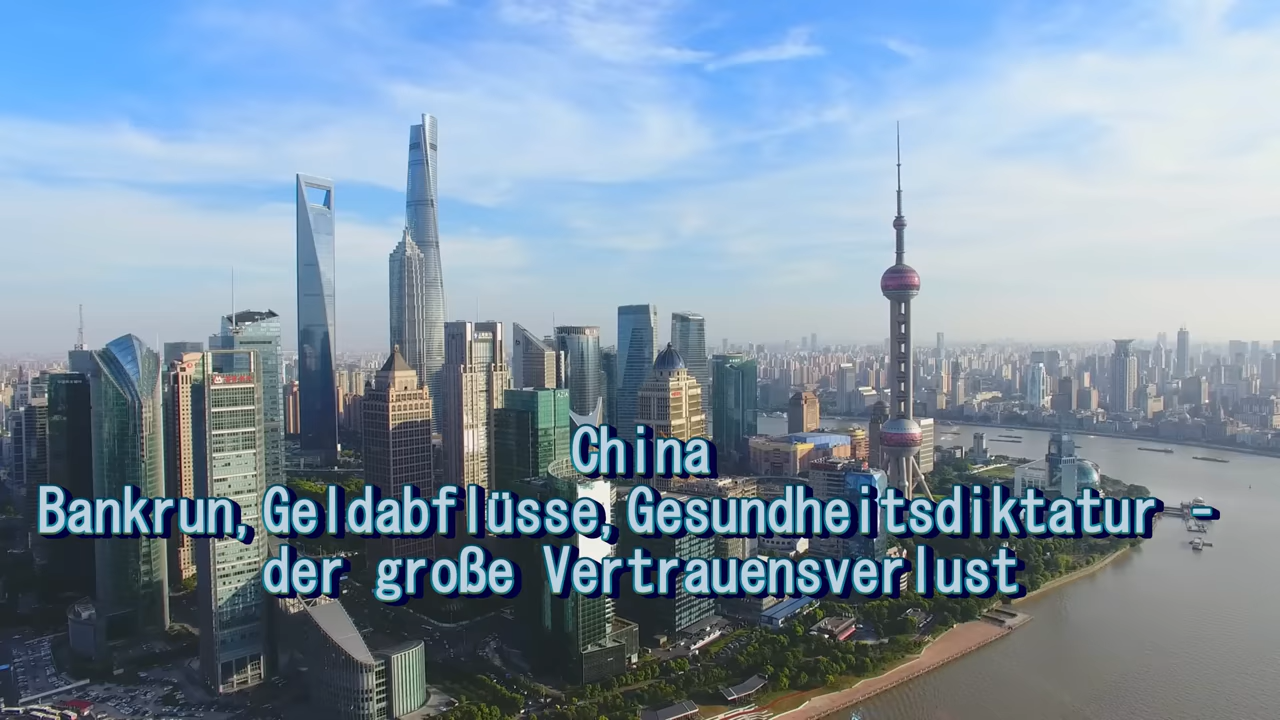 China
Bankrun, Geldabflüsse, Gesundheitsdiktatur -
der große Vertrauensverlust